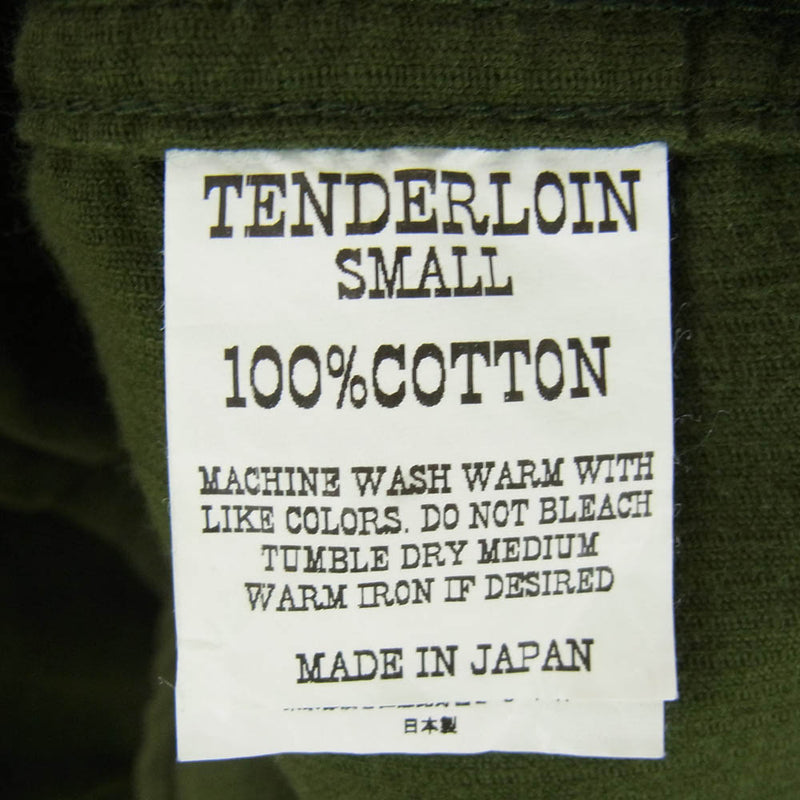 TENDERLOIN
SMALL
100%COTTON
MACHINE WASH WARM WITH
LIKE COLORS. DO NOT BLEACH
TUMBLE DRY MEDIUM
WARM IRON IF DESIRED
MADE IN JAPAN
日本製